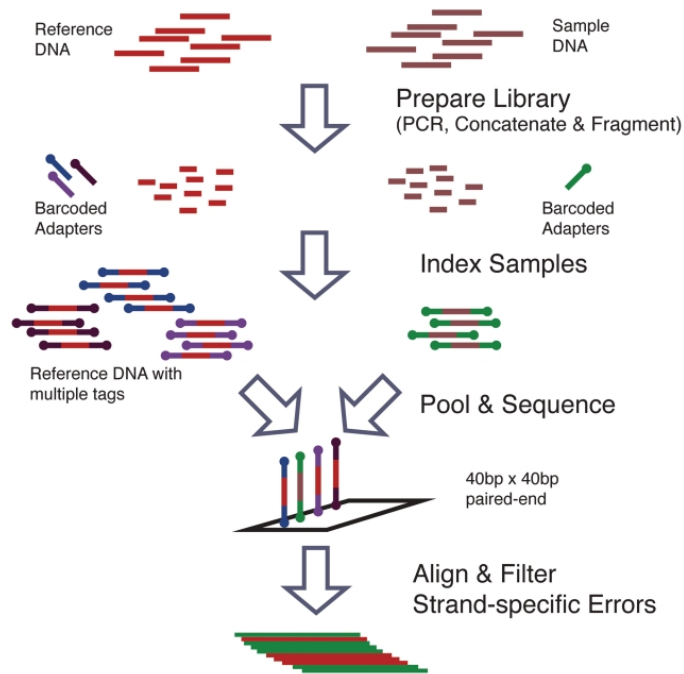 Reference
DNA
Sample
DNA
Prepare Library
(PCR, Concatenate & Fragment)
Barcoded
Adapters
Barcoded
Adapters
Index Samples
Reference DNA with
multiple tags
Pool & Sequence
40bp x 40bp
paired-end
Align & Filter
Strand-specific Errors